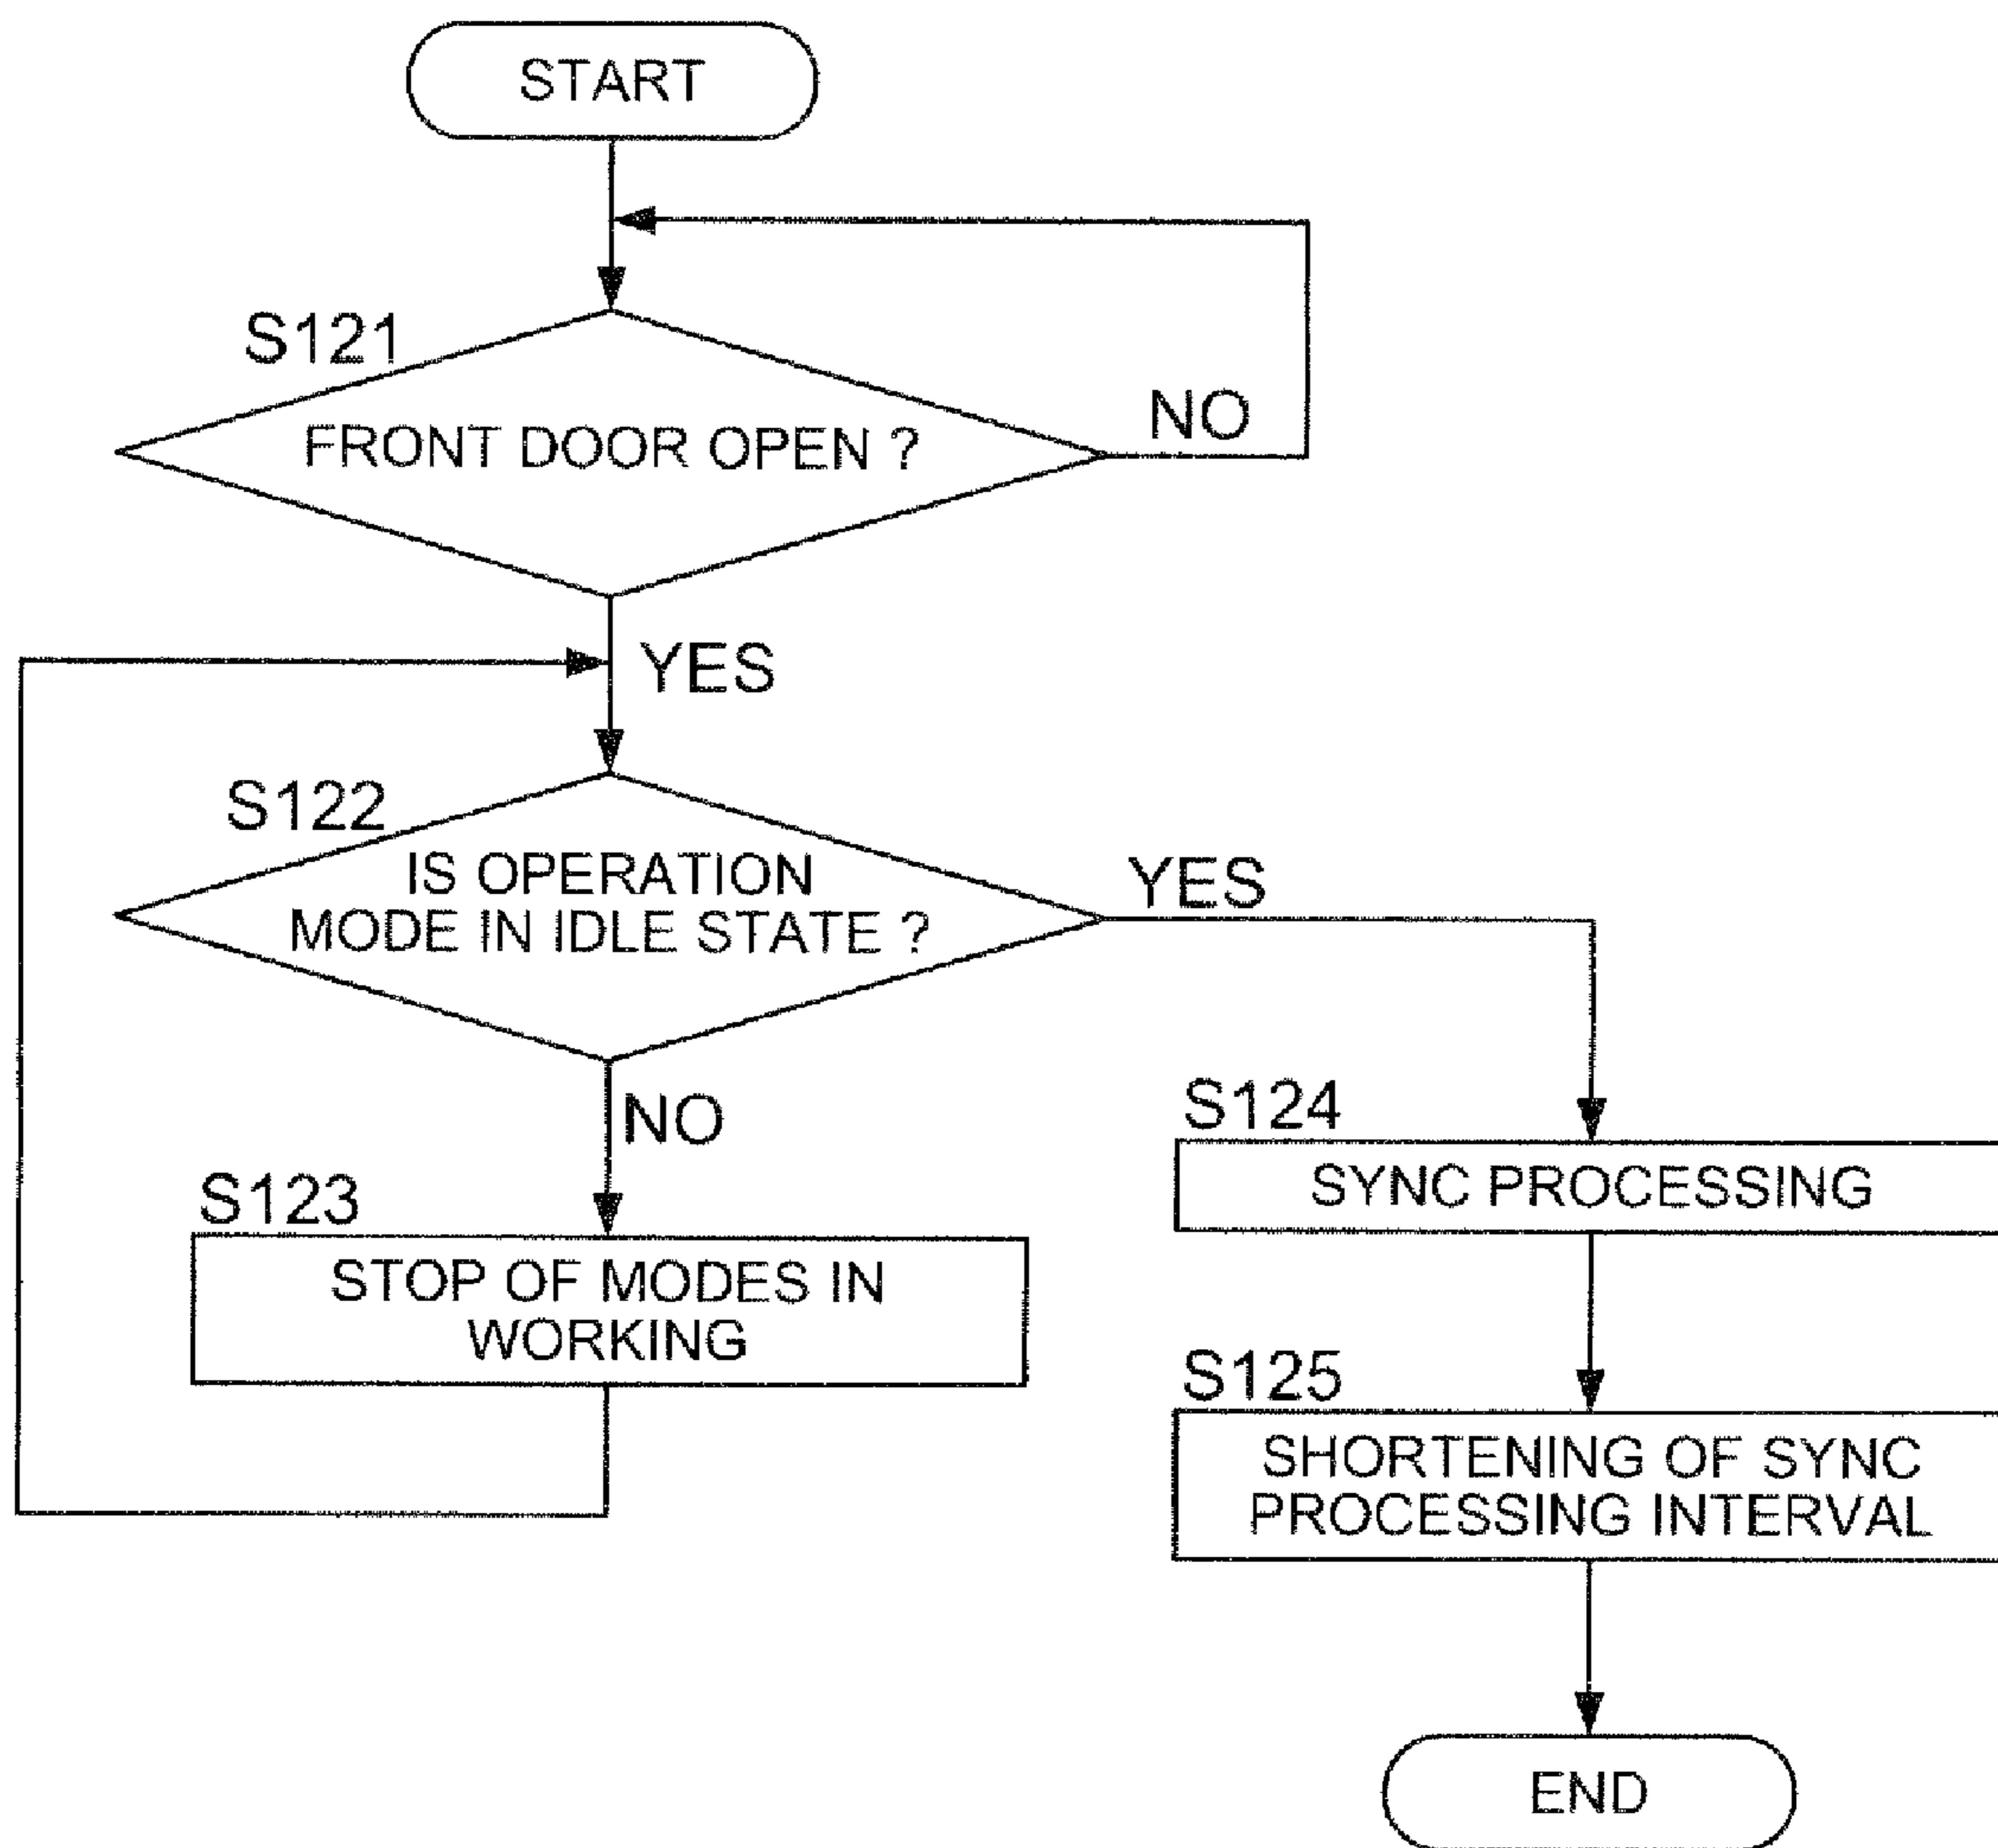 START
S121
FRONT DOOR OPEN ?
NO
YES
S122
IS OPERATION
MODE IN IDLE STATE ?
YES
NO
S123
STOP OF MODES IN
WORKING
S124
SYNC PROCESSING
S125
SHORTENING OF SYNC
PROCESSING INTERVAL
END